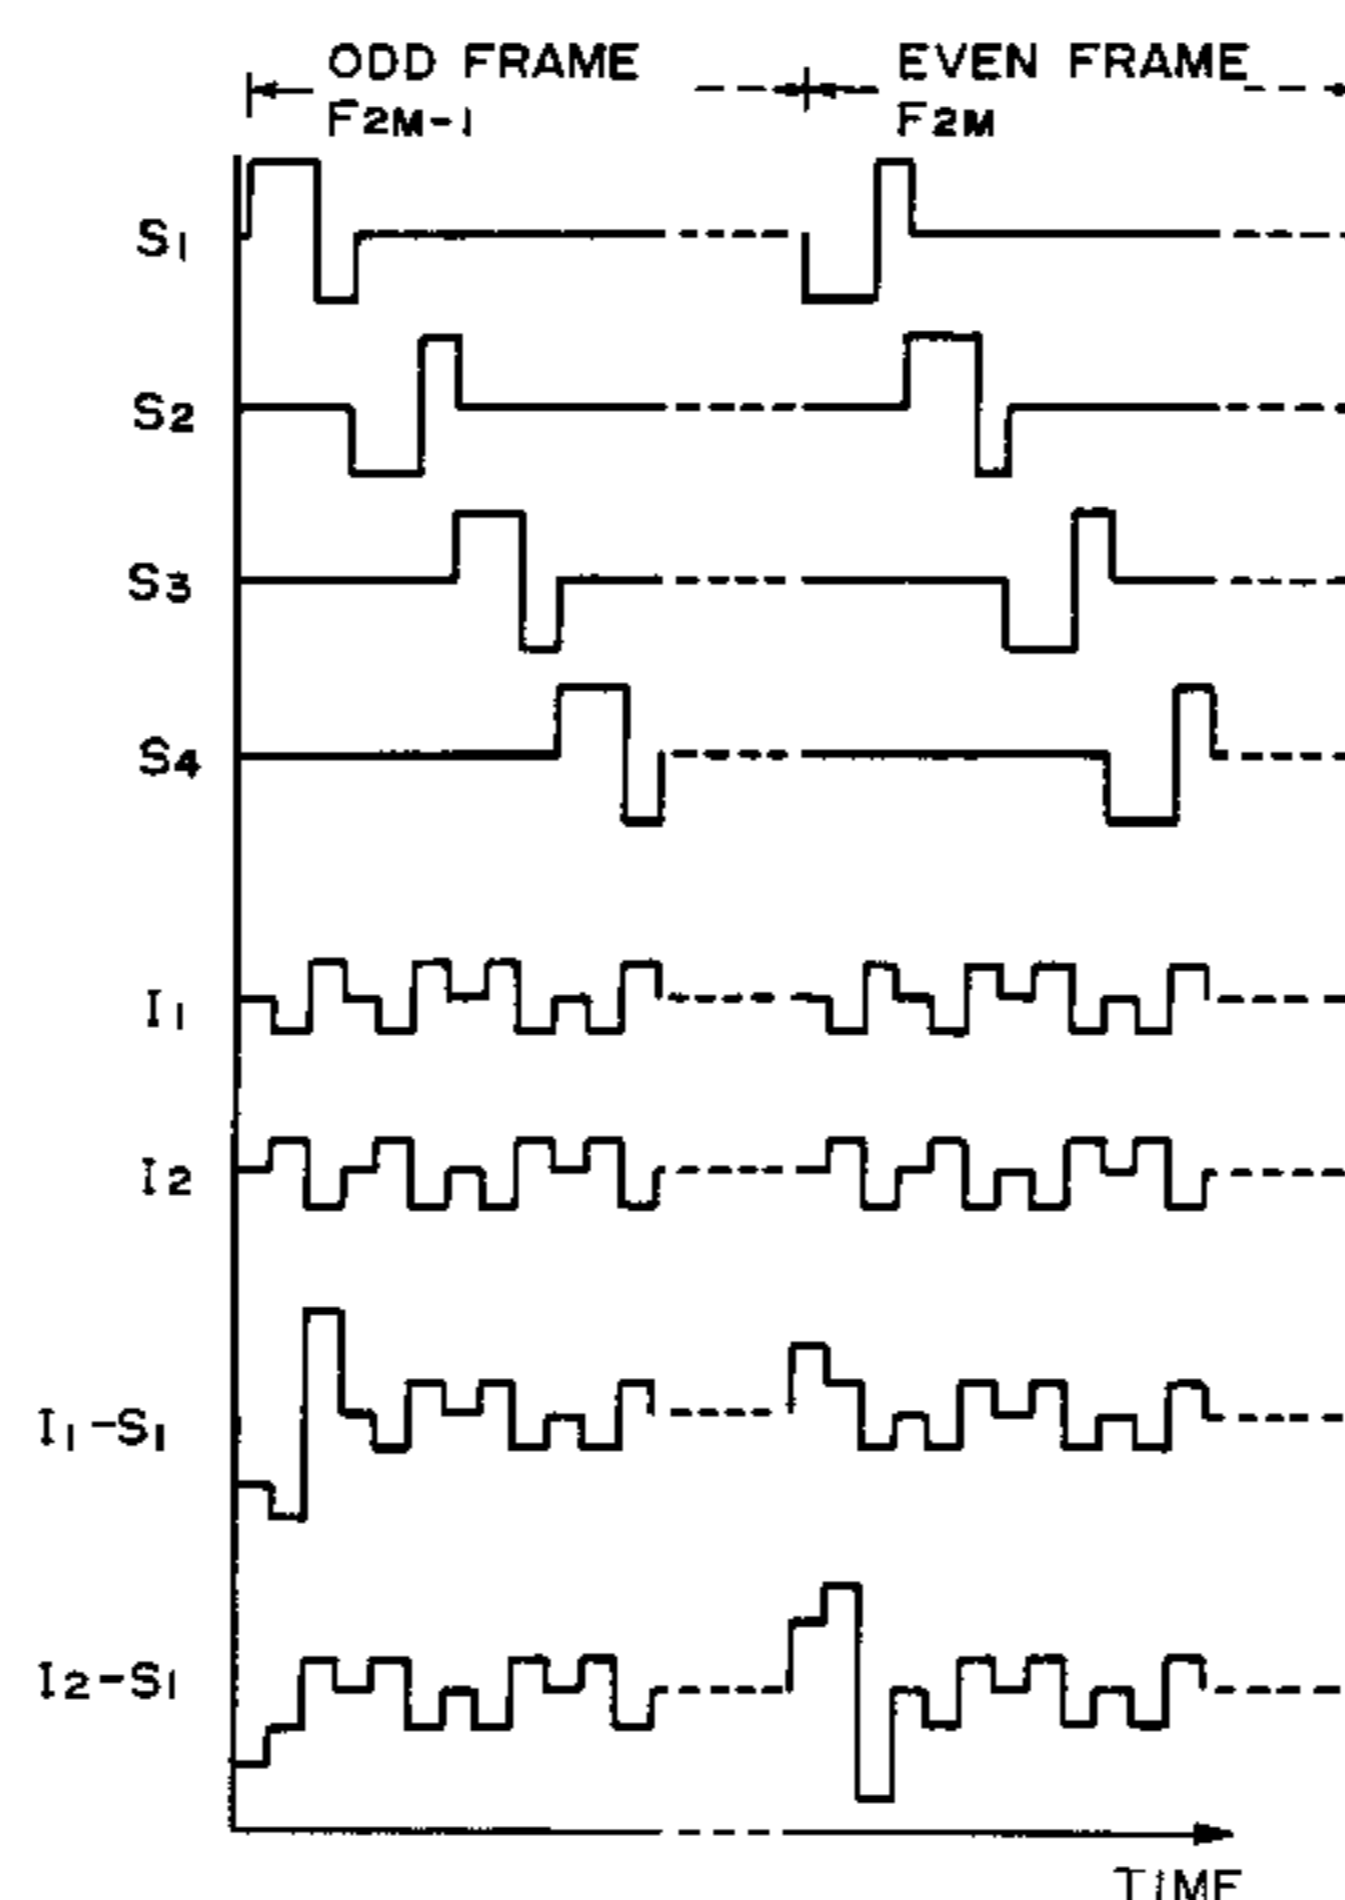 ODD FRAME EVEN FRAME
F2M-1 F2M
S1
S2
S3
S4
I1
I2
I1-S1
I2-S1
TIME